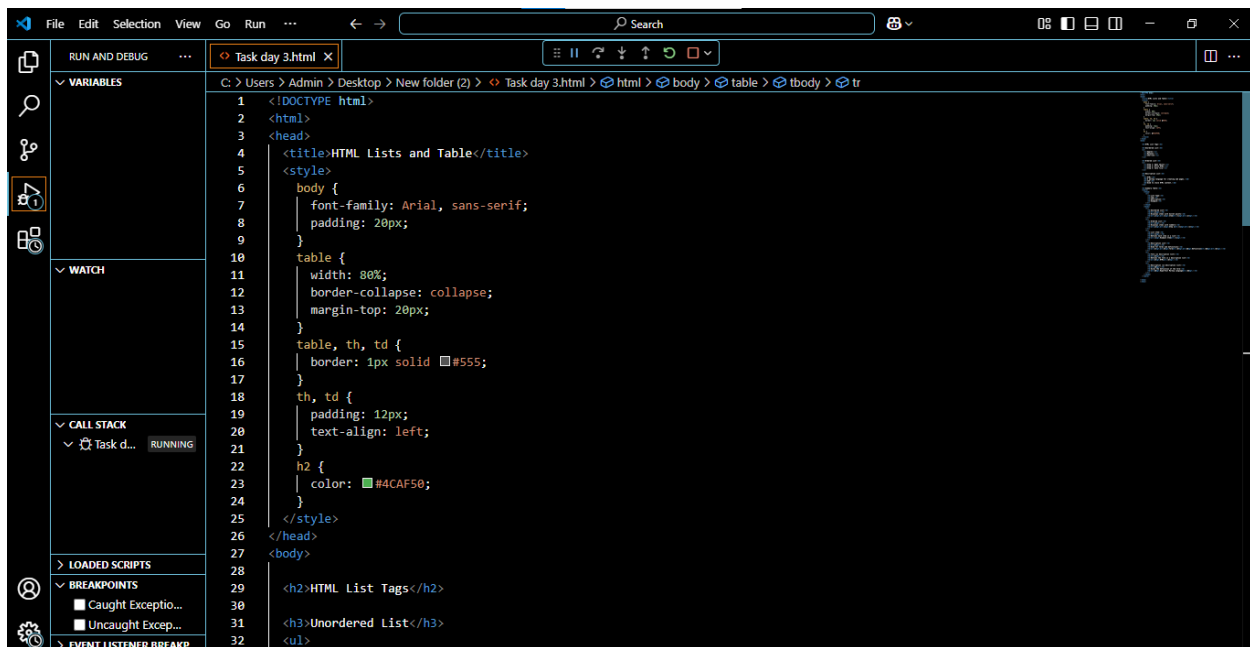 File Edit Selection View Go Run ··· Search
RUN AND DEBUG ···
VARIABLES
WATCH
CALL STACK
Task d... RUNNING
LOADED SCRIPTS
BREAKPOINTS
Caught Exceptio...
Uncaught Excep...
EVENT LISTENER BREAKP
1
1
Task day 3.html
C: > Users > Admin > Desktop > New folder (2) > Task day 3.html > html > body > table > tbody > tr
1 <!DOCTYPE html>
2 <html>
3 <head>
4 <title>HTML Lists and Table</title>
5 <style>
6 body {
7 font-family: Arial, sans-serif;
8 padding: 20px;
9 }
10 table {
11 width: 80%;
12 border-collapse: collapse;
13 margin-top: 20px;
14 }
15 table, th, td {
16 border: 1px solid #555;
17 }
18 th, td {
19 padding: 12px;
20 text-align: left;
21 }
22 h2 {
23 color: #4CAF50;
24 }
25 </style>
26 </head>
27 <body>
28
29 <h2>HTML List Tags</h2>
30
31 <h3>Unordered List</h3>
32 <ul>